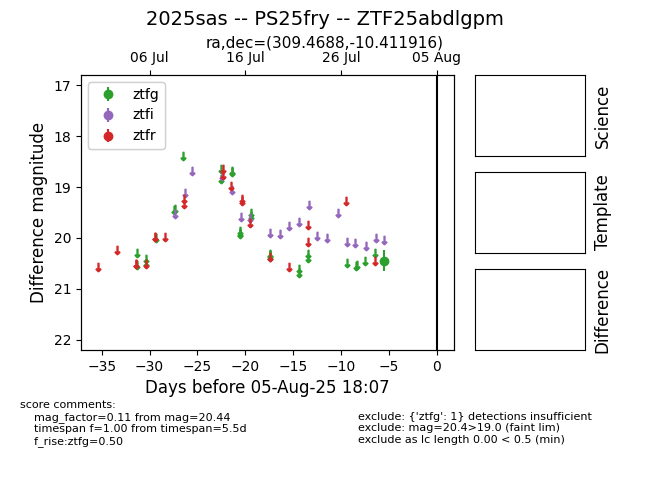 2025sas -- PS25fry -- ZTF25abdlgpm
ra,dec=(309.4688,-10.411916)
06 Jul 16 Jul 26 Jul 05 Aug
17
18
19
20
21
22
Difference magnitude
ztfg
ztfi
ztfr
−35 −30 −25 −20 −15 −10 −5 0
Days before 05-Aug-25 18:07
Science
Template
Difference
score comments:
mag_factor=0.11 from mag=20.44
timespan f=1.00 from timespan=5.5d
f_rise:ztfg=0.50
exclude: {'ztfg': 1} detections insufficient
exclude: mag=20.4>19.0 (faint lim)
exclude as lc length 0.00 < 0.5 (min)